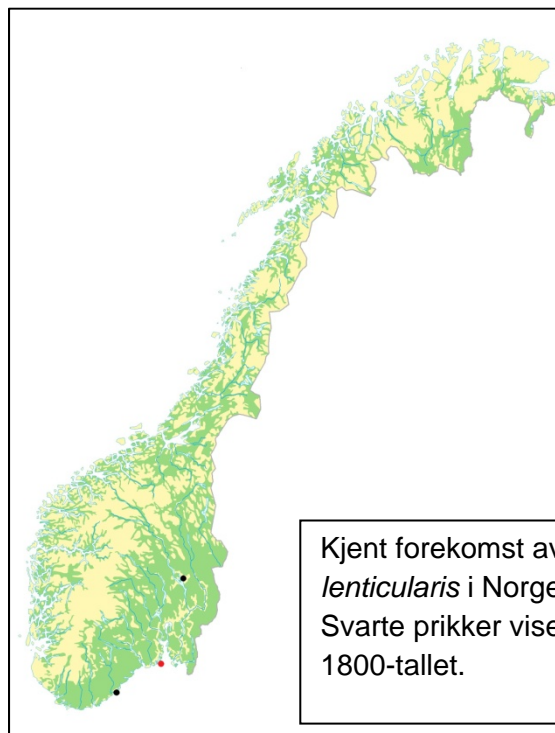 Kjent forekomst av
lenticularis i Norge
Svarte prikker vise
1800-tallet.